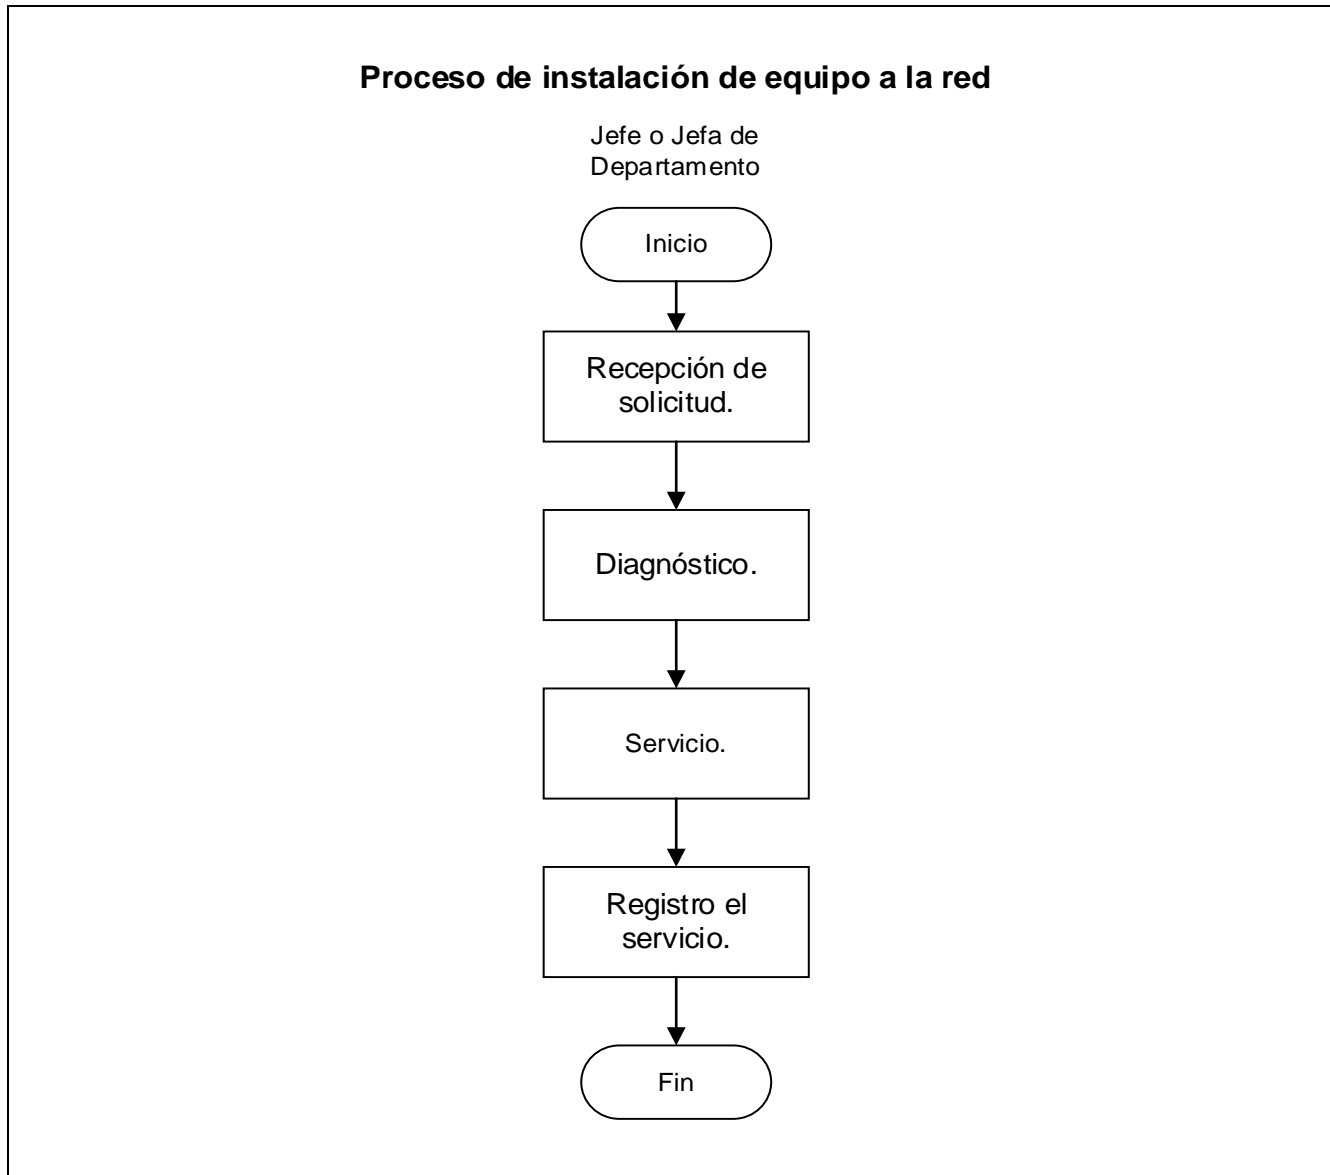 Proceso de instalación de equipo a la red
Jefe o Jefa de
Departamento
Inicio
Recepción de
solicitud.
Diagnóstico.
Servicio.
Registro el
servicio.
Fin